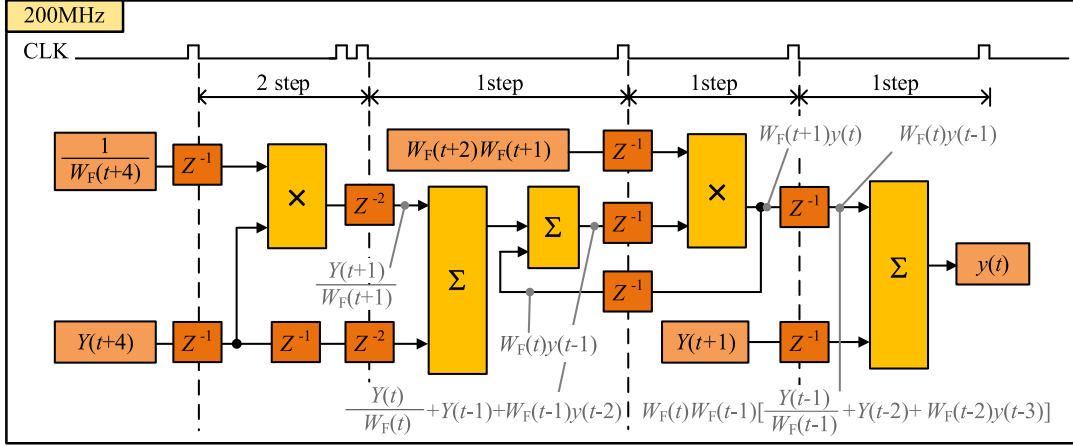 200MHz
CLK
2 step
1step
1step
1step
1
W_F(t+4)
Z^-1
×
Z^-2
Y(t+1)
W_F(t+1)
Y(t+4)
Z^-1
Z^-1
Z^-2
Σ
Σ
W_F(t+2)W_F(t+1)
Z^-1
Z^-1
Z^-1
×
W_F(t)y(t-1)
W_F(t+1)y(t)
W_F(t)y(t-1)
Z^-1
Y(t+1)
Z^-1
Σ
y(t)
Y(t)
W_F(t)
+Y(t-1)+W_F(t-1)y(t-2)
W_F(t)W_F(t-1)[
Y(t-1)
W_F(t-1)
+Y(t-2)+ W_F(t-2)y(t-3)]